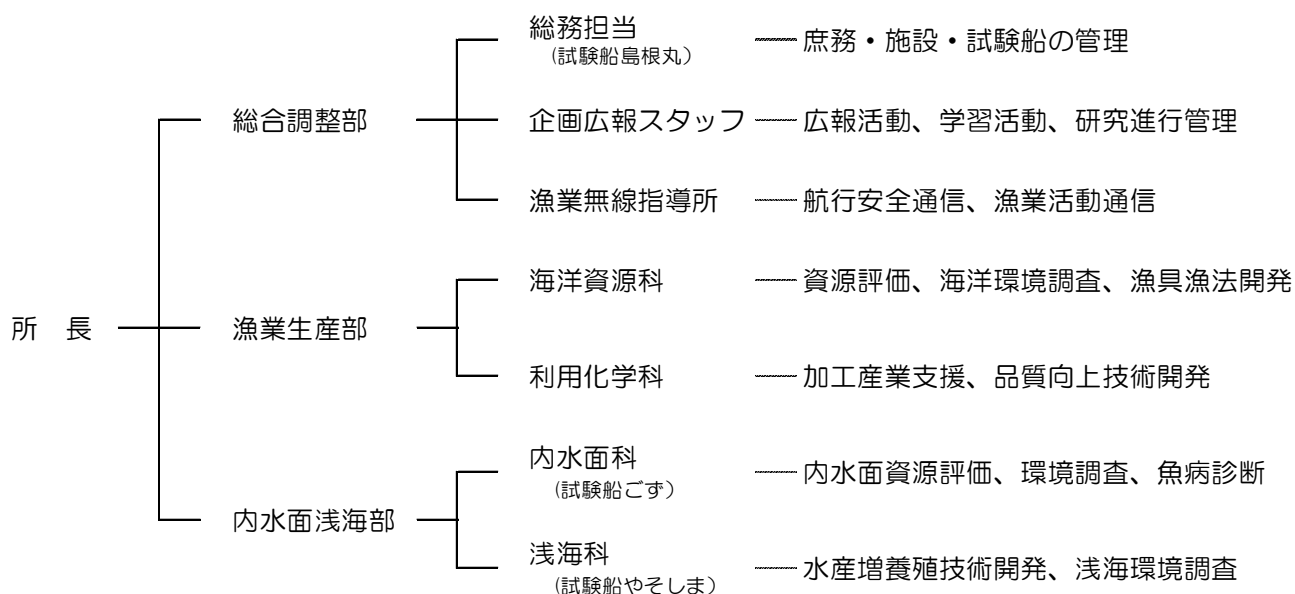 総務担当
（試験船島根丸）
庶務・施設・試験船の管理
総合調整部
企画広報スタッフ
広報活動、学習活動、研究進行管理
漁業無線指導所
航行安全通信、漁業活動通信
所　長
漁業生産部
海洋資源科
資源評価、海洋環境調査、漁具漁法開発
利用化学科
加工産業支援、品質向上技術開発
内水面浅海部
内水面科
（試験船ごず）
内水面資源評価、環境調査、魚病診断
浅海科
（試験船やそしま）
水産増養殖技術開発、浅海環境調査